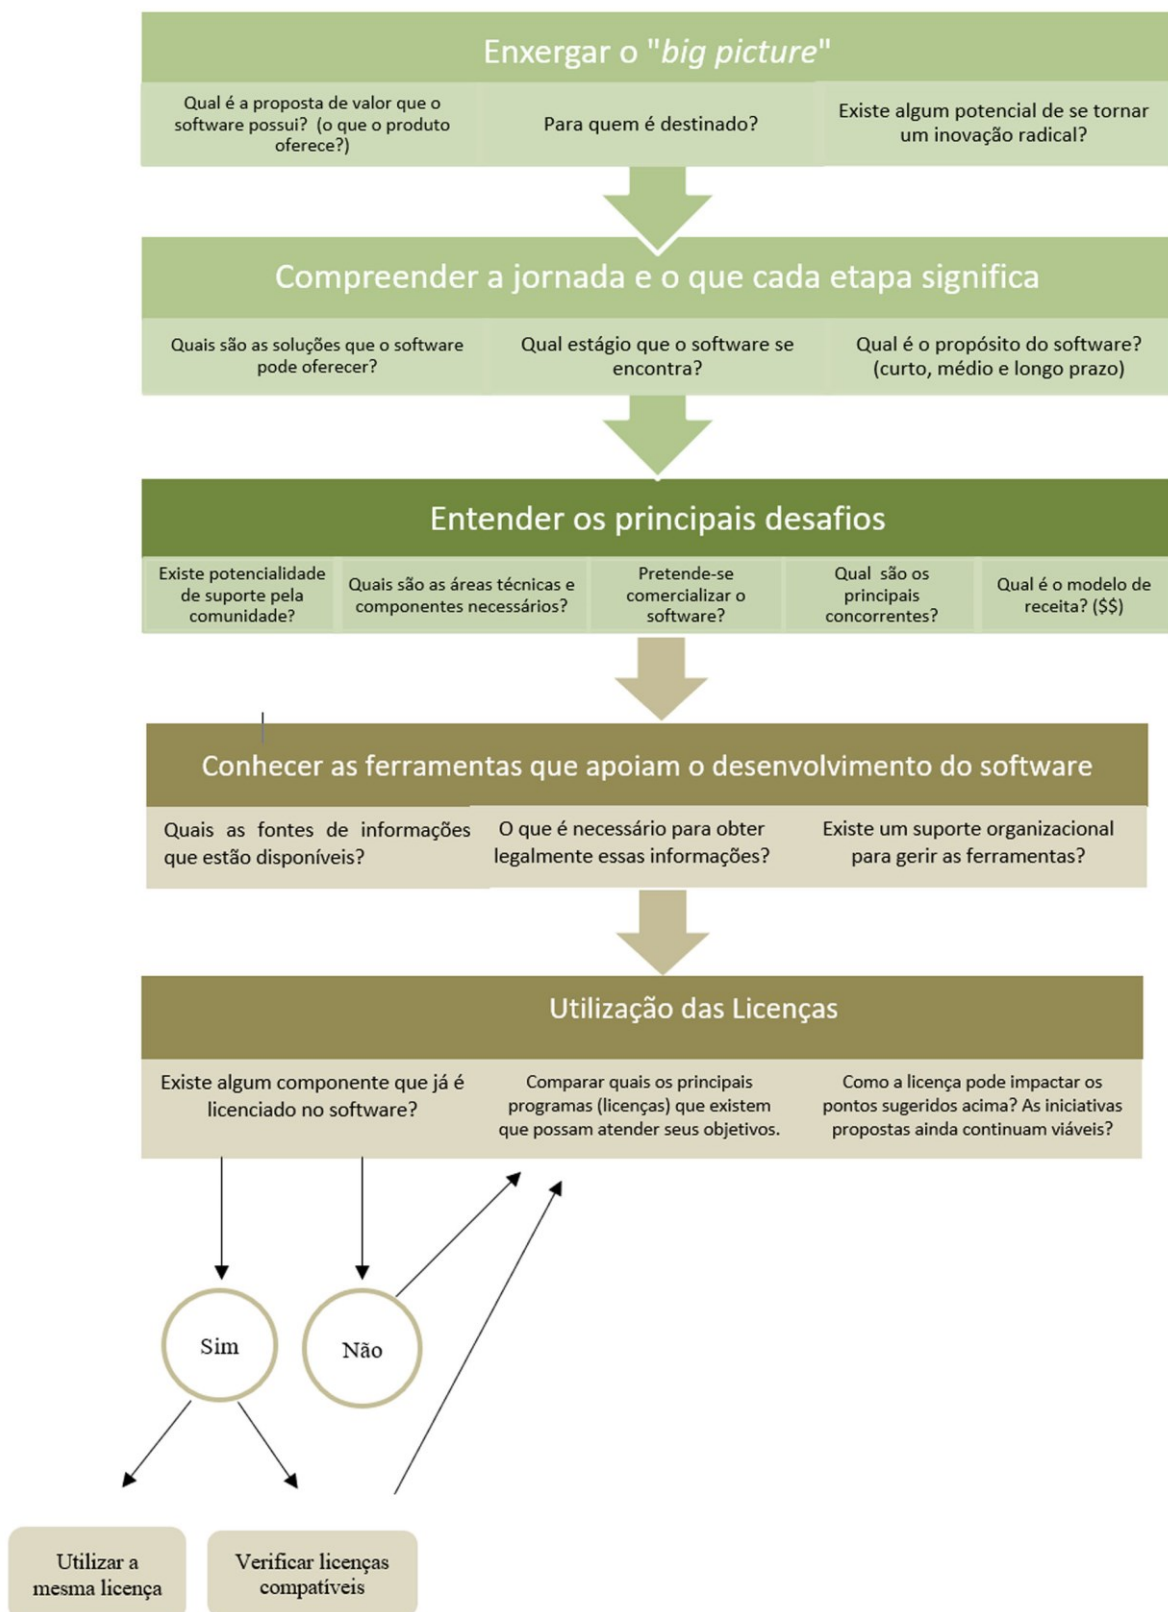 Enxergar o "big picture"
Qual é a proposta de valor que o
software possui? (o que o produto
oferece?)
Para quem é destinado?
Existe algum potencial de se tornar
um inovação radical?
Compreender a jornada e o que cada etapa significa
Quais são as soluções que o software
pode oferecer?
Qual estágio que o software se
encontra?
Qual é o propósito do software?
(curto, médio e longo prazo)
Entender os principais desafios
Existe potencialidade
de suporte pela
comunidade?
Quais são as áreas técnicas e
componentes necessários?
Pretende-se
comercializar o
software?
Qual são os
principais
concorrentes?
Qual é o modelo de
receita? ($$)
Conhecer as ferramentas que apoiam o desenvolvimento do software
Quais as fontes de informações
que estão disponíveis?
O que é necessário para obter
legalmente essas informações?
Existe um suporte organizacional
para gerir as ferramentas?
Utilização das Licenças
Existe algum componente que já é
licenciado no software?
Comparar quais os principais
programas (licenças) que existem
que possam atender seus objetivos.
Como a licença pode impactar os
pontos sugeridos acima? As iniciativas
propostas ainda continuam viáveis?
Sim
Não
Utilizar a
mesma licença
Verificar licenças
compatíveis